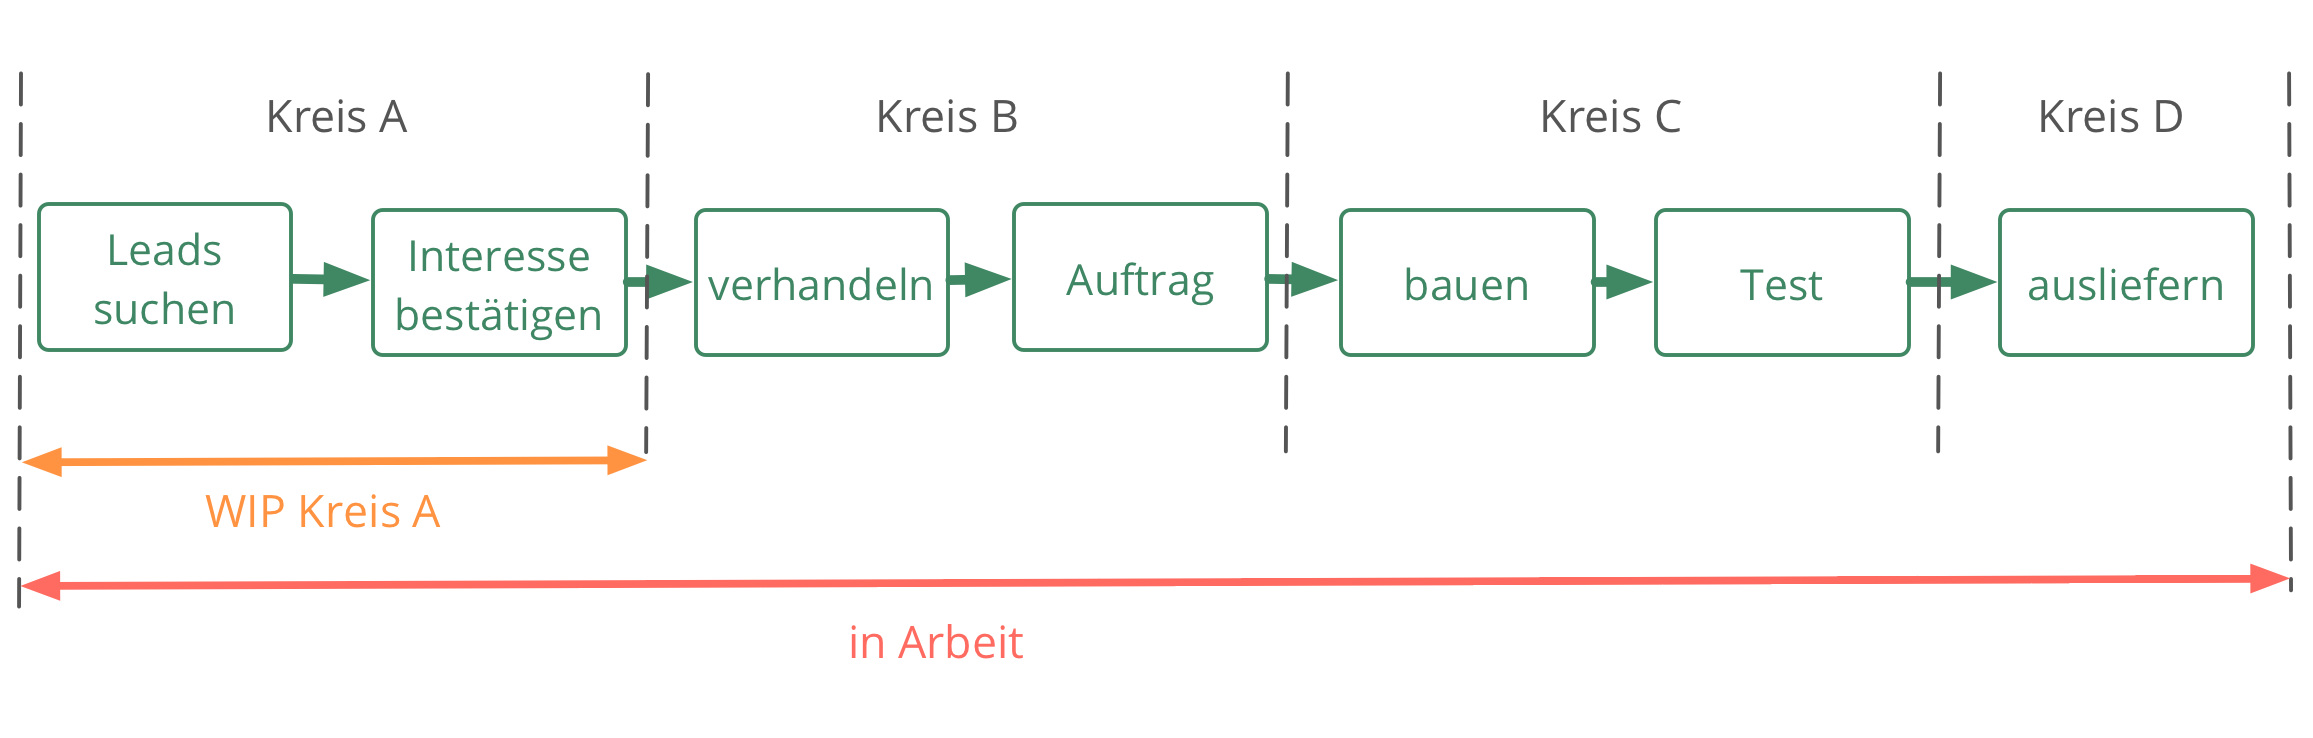 Kreis A
Kreis B
Kreis C
Kreis D
Leads
suchen
Interesse
bestätigen
verhandeln
Auftrag
bauen
Test
ausliefern
WIP Kreis A
in Arbeit